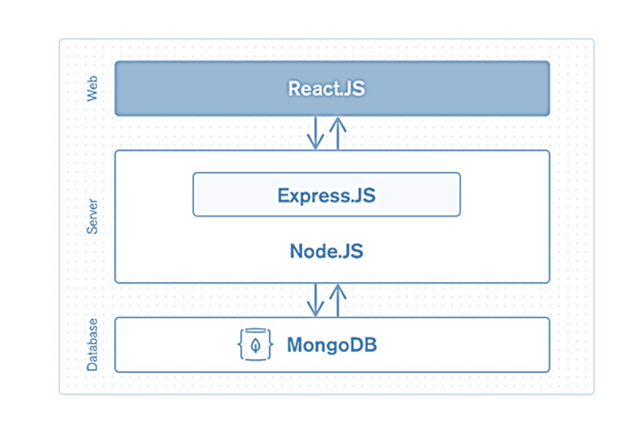 Web
React.JS
Server
Express.JS
Node.JS
Database
MongoDB